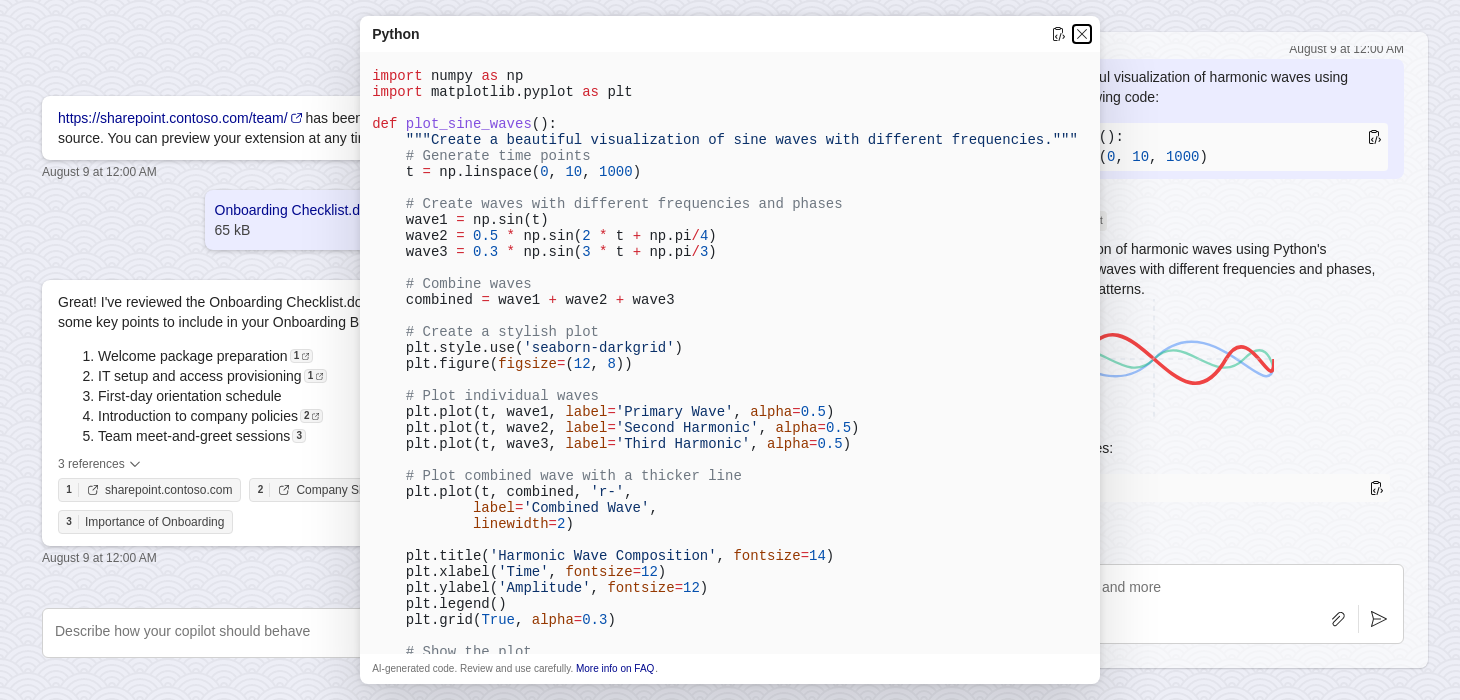 Python
import numpy as np
import matplotlib.pyplot as plt
def plot_sine_waves():
"""Create a beautiful visualization of sine waves with different frequencies."""
# Generate time points
t = np.linspace(0, 10, 1000)
# Create waves with different frequencies and phases
wave1 = np.sin(t)
wave2 = 0.5 * np.sin(2 * t + np.pi/4)
wave3 = 0.3 * np.sin(3 * t + np.pi/3)
# Combine waves
combined = wave1 + wave2 + wave3
# Create a stylish plot
plt.style.use('seaborn-darkgrid')
plt.figure(figsize=(12, 8))
# Plot individual waves
plt.plot(t, wave1, label='Primary Wave', alpha=0.5)
plt.plot(t, wave2, label='Second Harmonic', alpha=0.5)
plt.plot(t, wave3, label='Third Harmonic', alpha=0.5)
# Plot combined wave with a thicker line
plt.plot(t, combined, 'r-',
label='Combined Wave',
linewidth=2)
plt.title('Harmonic Wave Composition', fontsize=14)
plt.xlabel('Time', fontsize=12)
plt.ylabel('Amplitude', fontsize=12)
plt.legend()
plt.grid(True, alpha=0.3)
# Show the plot
AI-generated code. Review and use carefully. More info on FAQ.
https://sharepoint.contoso.com/team/ has been
source. You can preview your extension at any
August 9 at 12:00 AM
Onboarding
65 kB
Great! I've reviewed the Onboarding
some key points to include in your Onboarding
1. Welcome package preparation 1
2. IT setup and access provisioning 1
3. First-day orientation schedule
4. Introduction to company policies 2
5. Team meet-and-greet sessions 3
3 references
1 sharepoint.contoso.com 2 Company
3 Importance of Onboarding
August 9 at 12:00 AM
Describe how your copilot should behave
August 9 at 12:00 AM
visualization of harmonic waves using
code:
():
(0, 10, 1000)
of harmonic waves using Python's
waves with different frequencies and phases,
and more